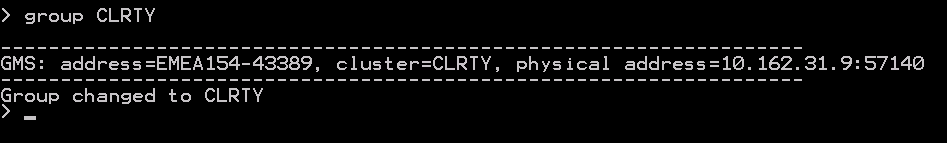 > group CLRTY
-------------------------------------------------------------------
GMS: address=EMEA154-43389, cluster=CLRTY, physical address=10.162.31.9:57140
-------------------------------------------------------------------
Group changed to CLRTY
> _